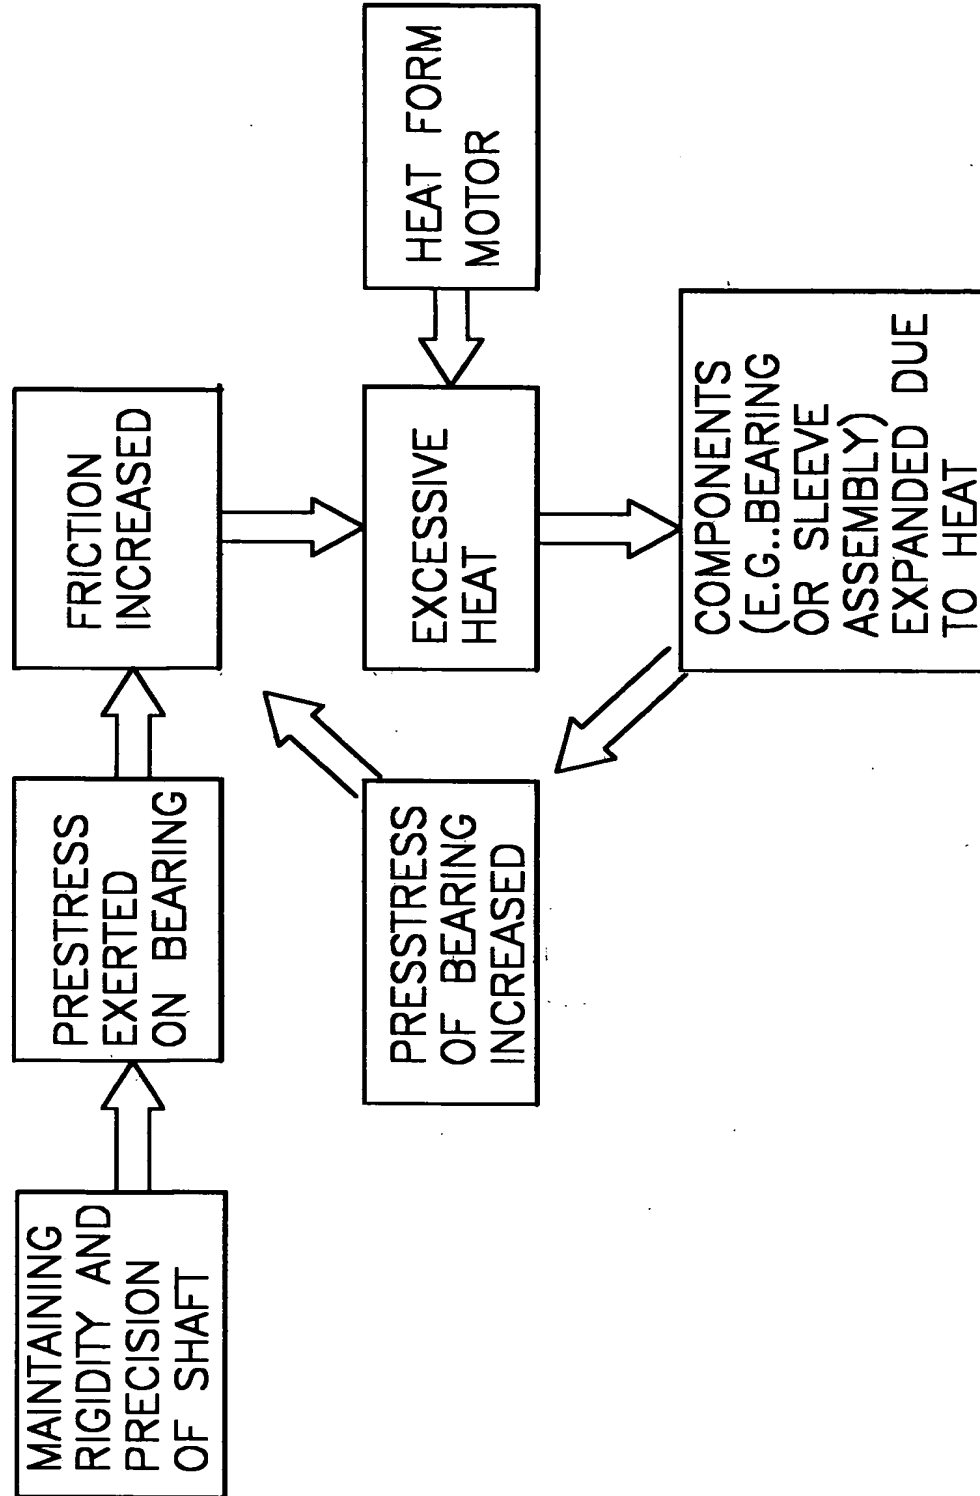 MAINTAINING
RIGIDITY AND
PRECISION
OF SHAFT
PRESTRESS
EXERTED
ON BEARING
FRICTION
INCREASED
PRESSTRESS
OF BEARING
INCREASED
EXCESSIVE
HEAT
HEAT FORM
MOTOR
COMPONENTS
(E.G..BEARING
OR SLEEVE
ASSEMBLY)
EXPANDED DUE
TO HEAT